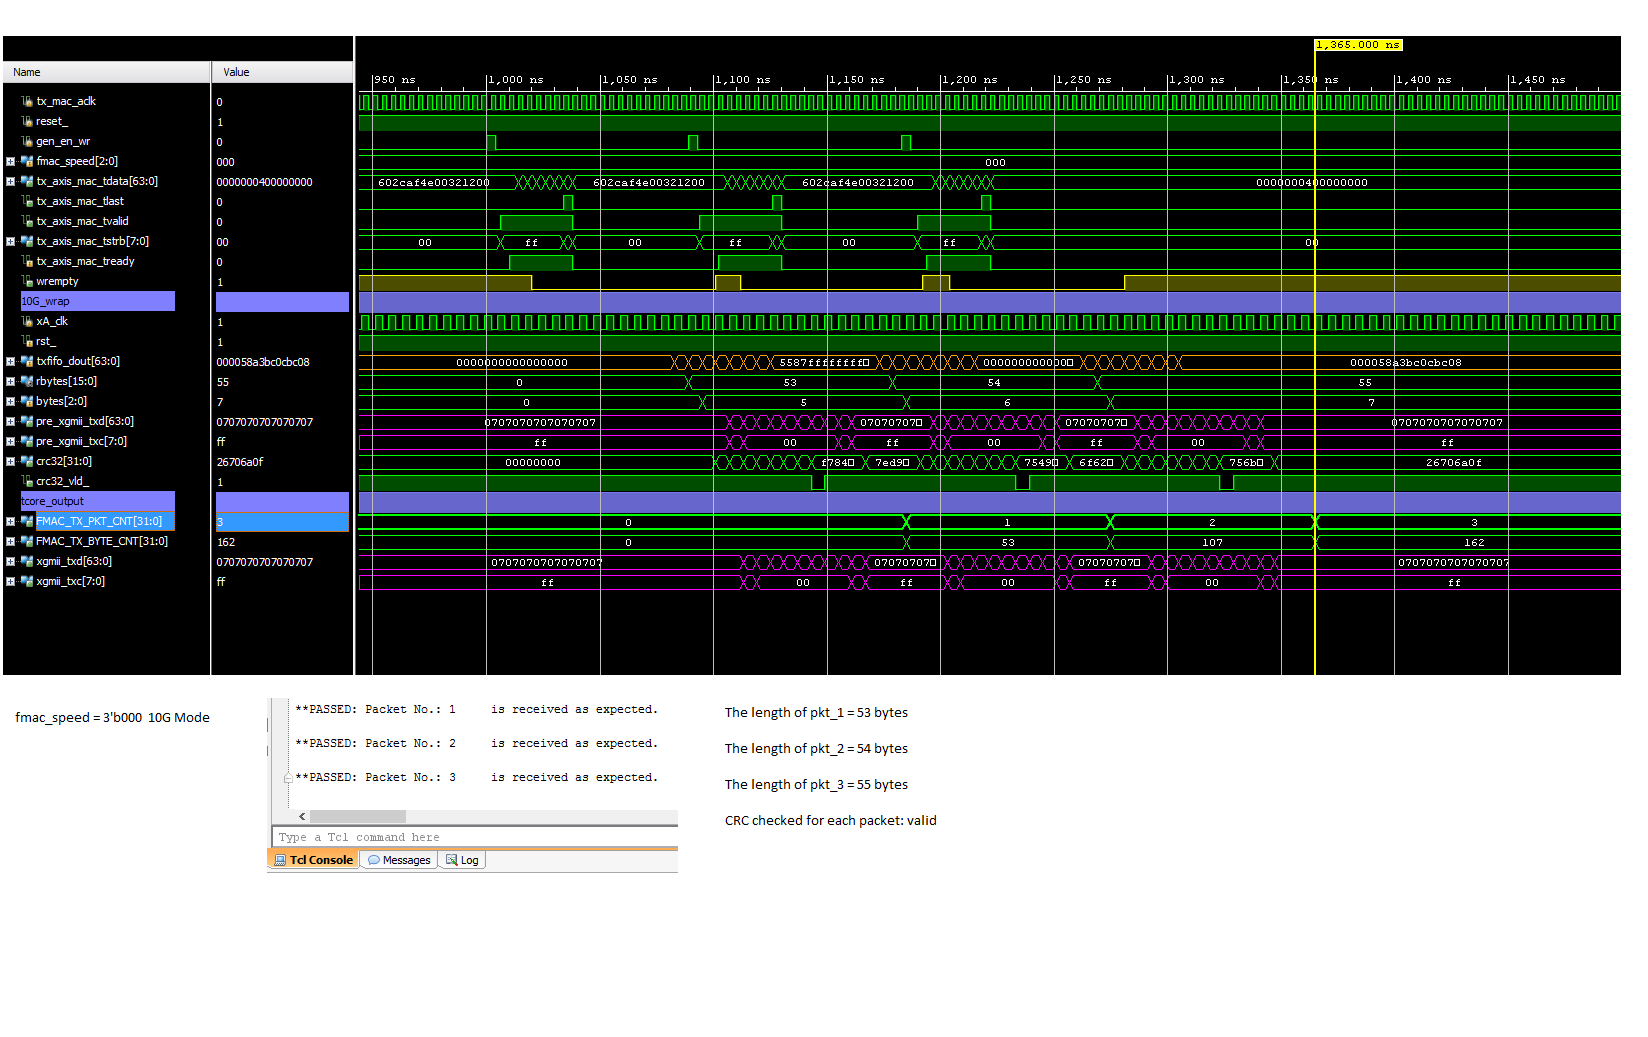 1,365.000 ns
Name Value
950 ns 1,000 ns 1,050 ns 1,100 ns 1,150 ns 1,200 ns 1,250 ns 1,300 ns 1,350 ns 1,400 ns 1,450 ns
tx_mac_aclk 0
reset_ 1
gen_en_wr 0
fmac_speed[2:0] 000 000
tx_axis_mac_tdata[63:0] 0000000400000000 602caf4e00321200 602caf4e00321200 602caf4e00321200 0000000400000000
tx_axis_mac_tlast 0
tx_axis_mac_tvalid 0
tx_axis_mac_tstrb[7:0] 00 00 ff 00 ff 00 ff 00
tx_axis_mac_tready 0
wrempty 1
10G_wrap
xA_clk 1
rst_ 1
txfifo_dout[63:0] 000058a3bc0cbc08 0000000000000000 5587ffffffff 000000000000 000058a3bc0cbc08
rbytes[15:0] 55 0 53 54 55
bytes[2:0] 7 0 5 6 7
pre_xgmii_txd[63:0] 0707070707070707 0707070707070707 07070707 07070707 0707070707070707
pre_xgmii_txc[7:0] ff ff 00 ff 00 ff 00 ff
crc32[31:0] 26706a0f 00000000 f784 7ed9 7549 6f62 756b 26706a0f
crc32_vld_ 1
tcore_output
FMAC_TX_PKT_CNT[31:0] 3 0 1 2 3
FMAC_TX_BYTE_CNT[31:0] 162 0 53 107 162
xgmii_txd[63:0] 0707070707070707 0707070707070707 07070707 07070707 0707070707070707
xgmii_txc[7:0] ff ff 00 ff 00 ff 00 ff
fmac_speed = 3'b000 10G Mode
**PASSED: Packet No.: 1 is received as expected.
**PASSED: Packet No.: 2 is received as expected.
**PASSED: Packet No.: 3 is received as expected.
Type a Tcl command here
Tcl Console Messages Log
The length of pkt_1 = 53 bytes
The length of pkt_2 = 54 bytes
The length of pkt_3 = 55 bytes
CRC checked for each packet: valid